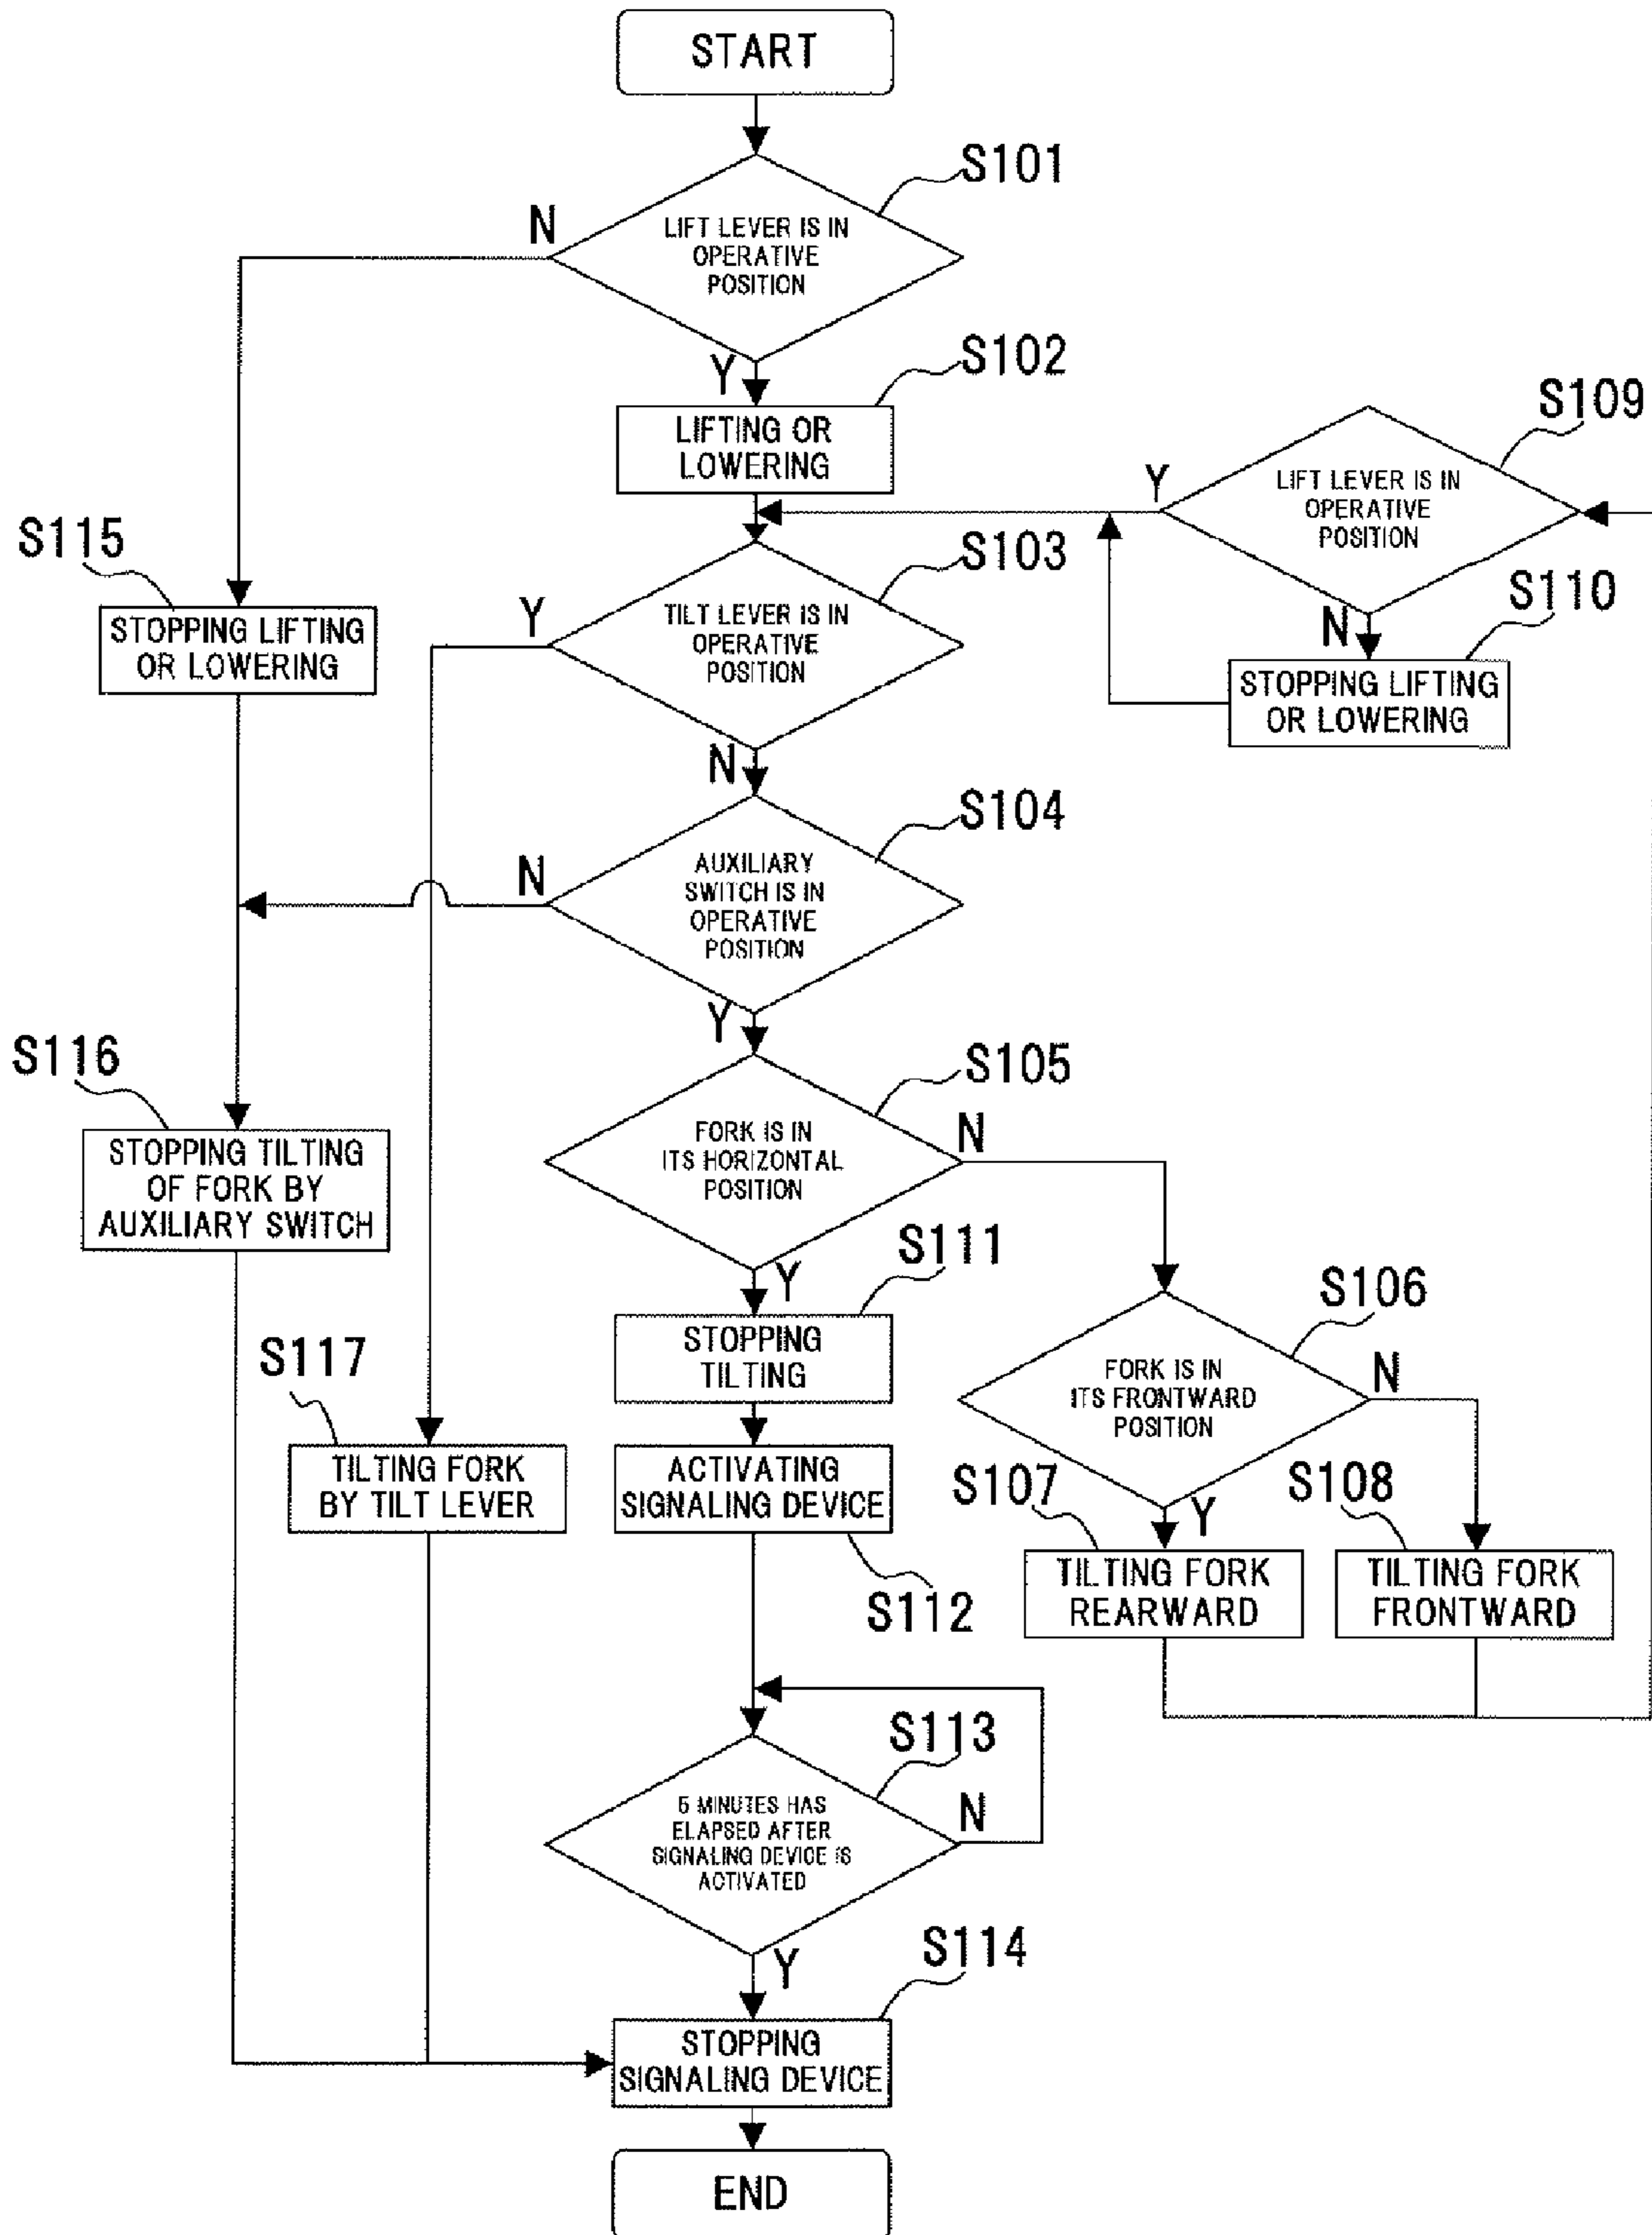 START
S101
N
LIFT LEVER IS IN
OPERATIVE
POSITION
Y
S102
LIFTING OR
LOWERING
S109
Y
LIFT LEVER IS IN
OPERATIVE
POSITION
N
S110
STOPPING LIFTING
OR LOWERING
S115
STOPPING LIFTING
OR LOWERING
S103
Y
TILT LEVER IS IN
OPERATIVE
POSITION
N
S104
N
AUXILIARY
SWITCH IS IN
OPERATIVE
POSITION
Y
S116
STOPPING TILTING
OF FORK BY
AUXILIARY SWITCH
S105
N
FORK IS IN
ITS HORIZONTAL
POSITION
Y
S111
STOPPING
TILTING
S106
FORK IS IN
ITS FRONTWARD
POSITION
N
Y
S117
TILTING FORK
BY TILT LEVER
ACTIVATING
SIGNALING DEVICE
S112
S107
TILTING FORK
REARWARD
S108
TILTING FORK
FRONTWARD
S113
5 MINUTES HAS
ELAPSED AFTER
SIGNALING DEVICE IS
ACTIVATED
N
Y
S114
STOPPING
SIGNALING DEVICE
END